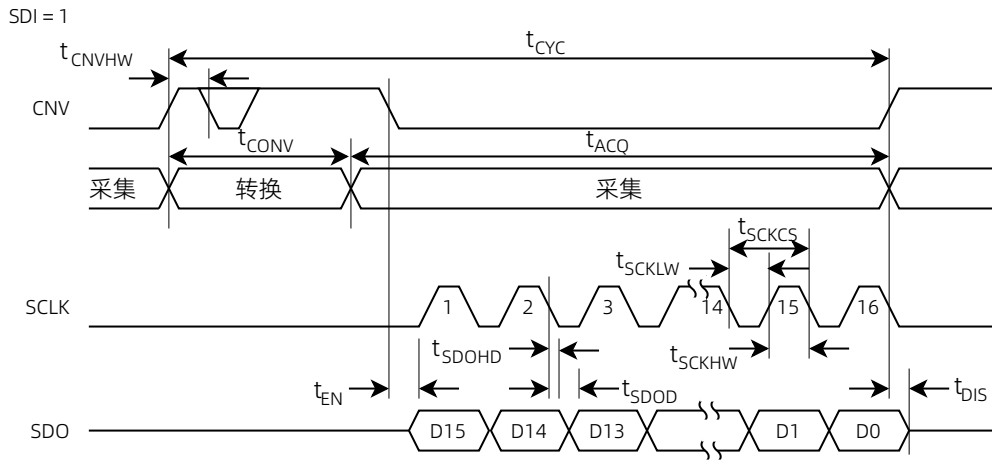 SDI = 1
tCYC
tCNVHW
CNV
tCONV
tACQ
采集
转换
采集
tSCKCS
tSCKLW
SCLK
1
2
3
14
15
16
tSDOHD
tSCKHW
tEN
tSDOD
tDIS
SDO
D15
D14
D13
D1
D0